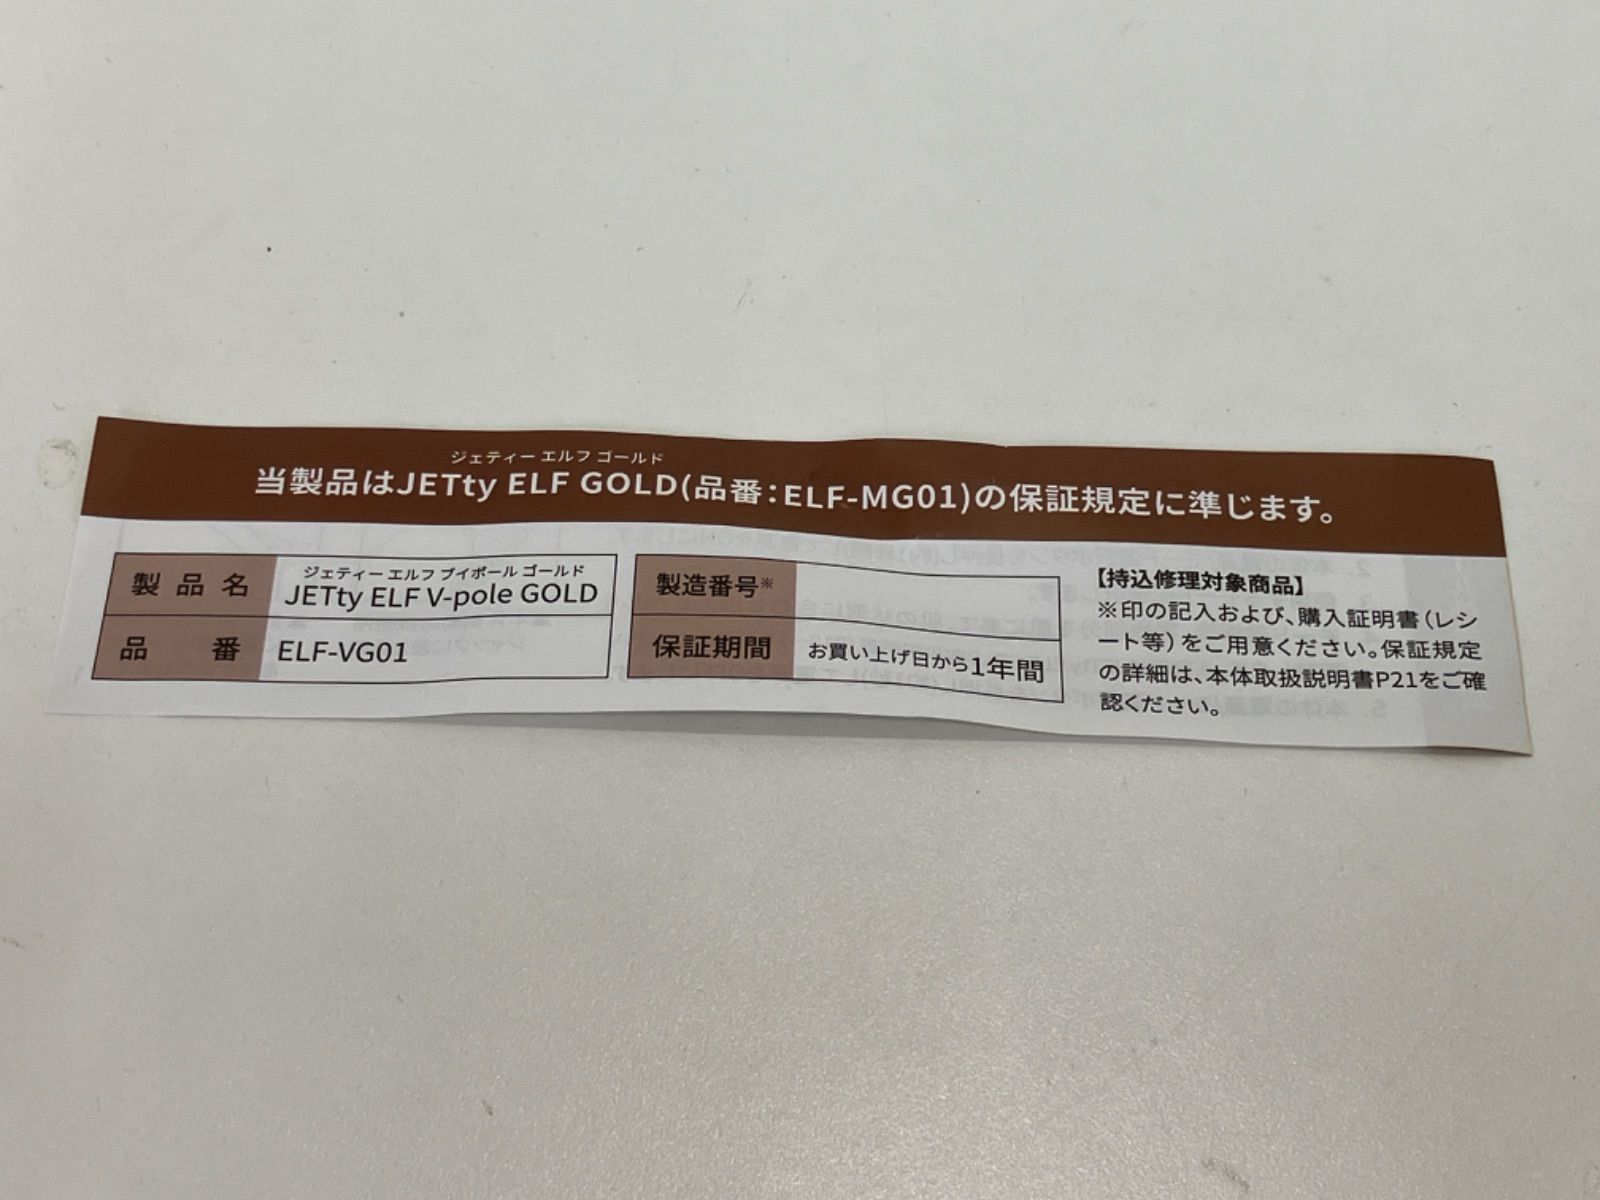 ジェティー エルフ ゴールド
当製品はJETty ELF GOLD(品番：ELF-MG01)の保証規定に準じます。
製品名
ジェティー エルフ ブイポール ゴールド
JETty ELF V-pole GOLD
品番
ELF-VG01
製造番号※
保証期間
お買い上げ日から1年間
【持込修理対象商品】
※印の記入および、購入証明書（レシ
ート等）をご用意ください。保証規定
の詳細は、本体取扱説明書P21をご確
認ください。